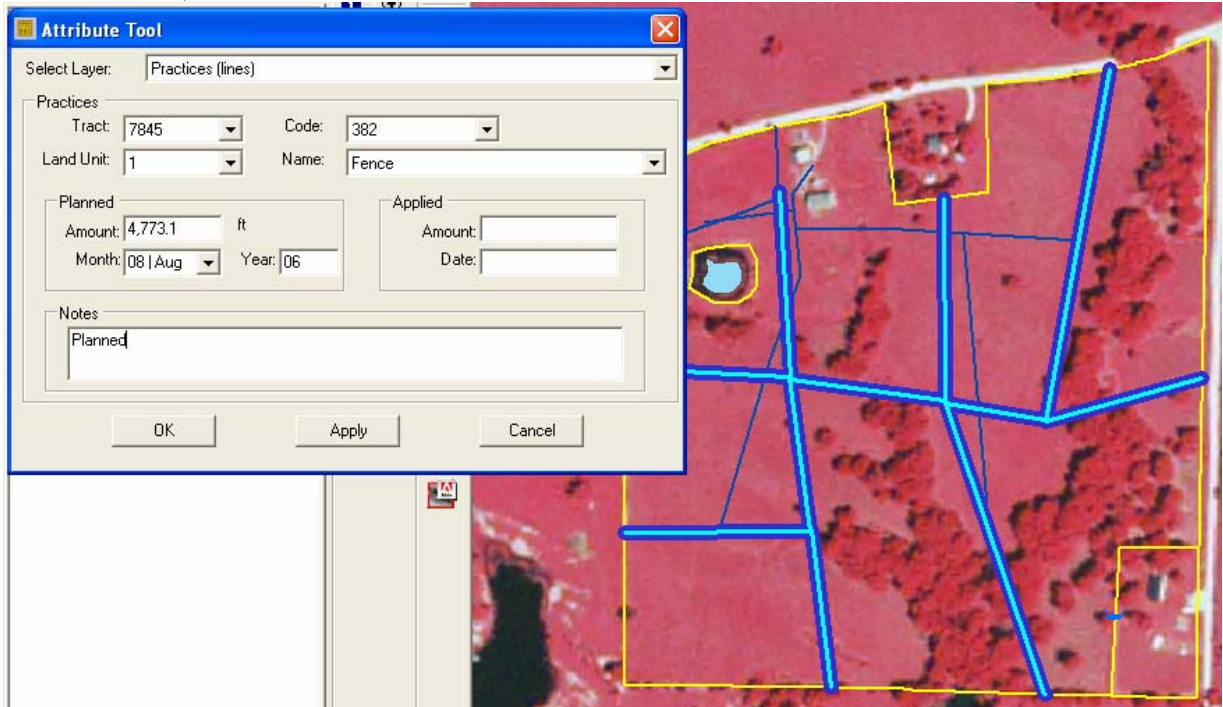 Attribute Tool
Select Layer: Practices (lines)
Practices
Tract: 7845 Code: 382
Land Unit: 1 Name: Fence
Planned Applied
Amount: 4,773.1 ft Amount:
Month: 08 | Aug Year: 06 Date:
Notes
Planned
OK Apply Cancel